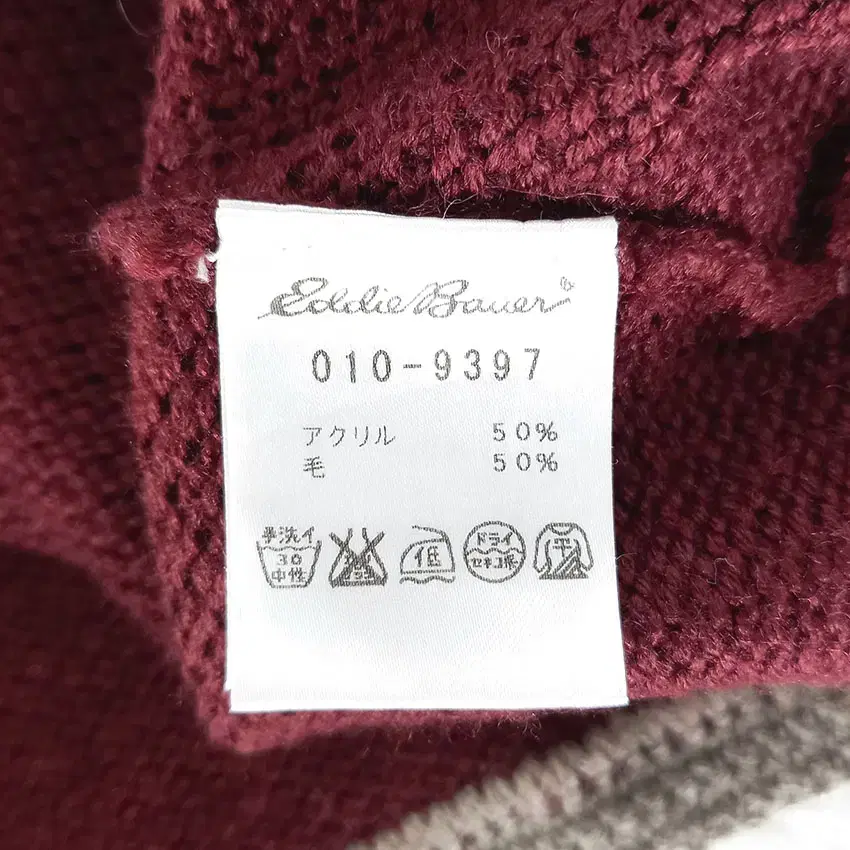 Eddie Bauer®
010-9397
アクリル 50%
毛 50%
手洗イ 低 ドライ 平
30 セキユ系
中性